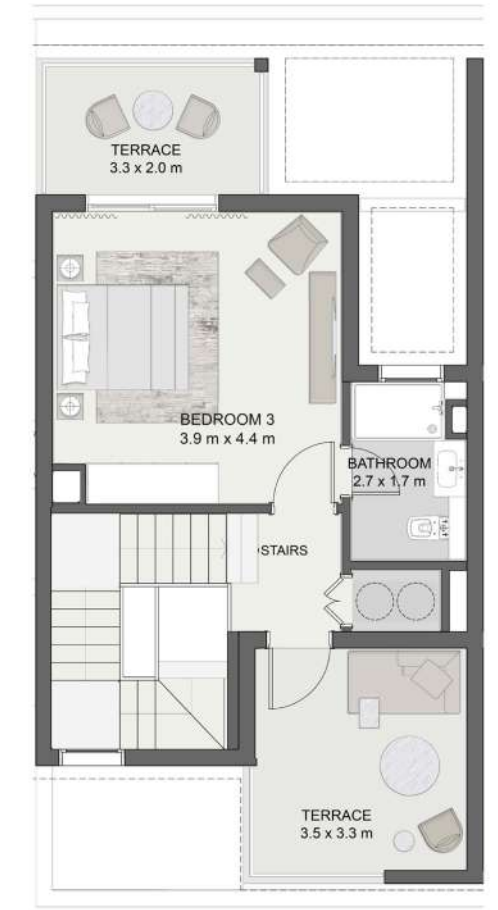 TERRACE
3.3 x 2.0 m
BEDROOM 3
3.9 m x 4.4 m
BATHROOM
2.7 x 1.7 m
STAIRS
TERRACE
3.5 x 3.3 m